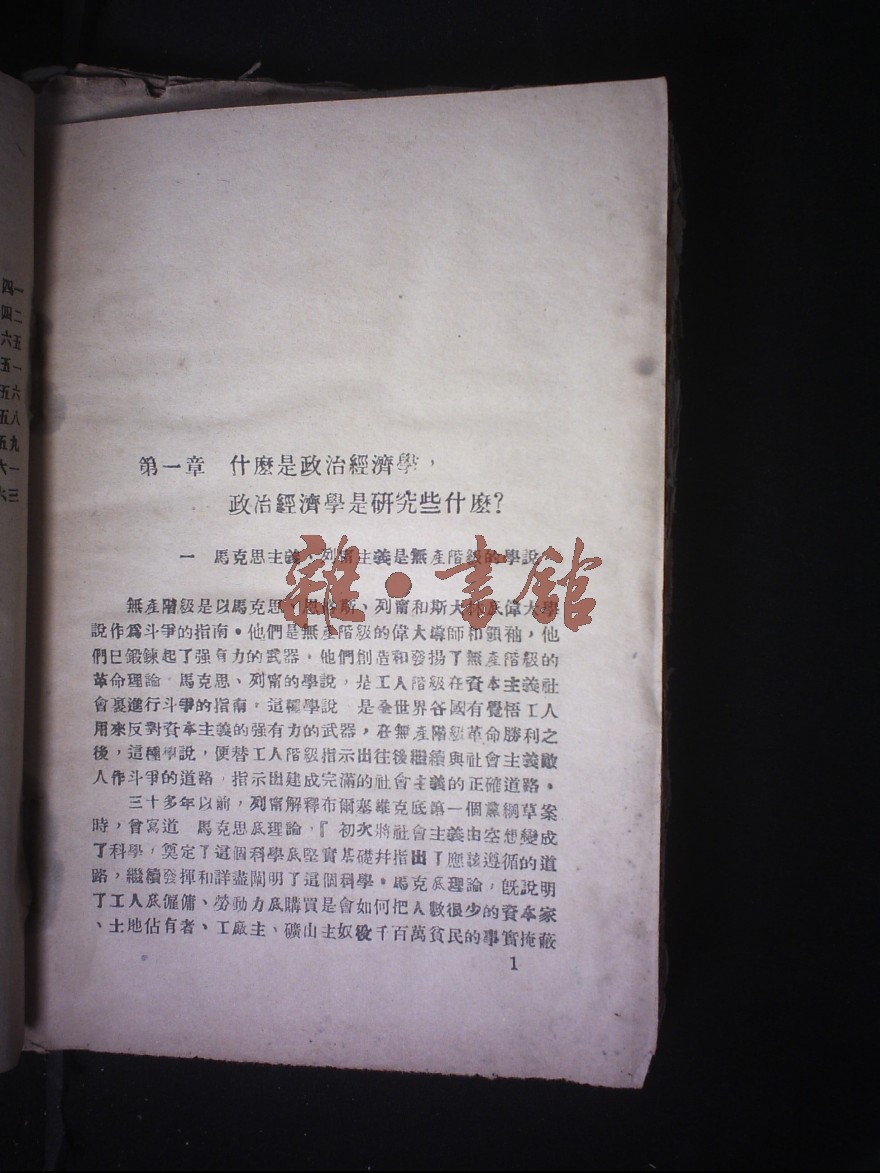 四一
四二
六五
五一
五六
五八
五九
六一
六三
第一章 什麽是政治經濟學，
政治經濟學是研究些什麽？
一 馬克思主義、列甯主義是無產階級的學說
雜·書館
無產階級是以馬克思、恩格斯、列甯和斯大林底偉大學
說作爲斗爭的指南。他們是無產階級的偉大導師和領袖，他
們已鍛鍊起了强有力的武器，他們創造和發揚了無產階級的
革命理論 馬克思、列甯的學說，是工人階級在資本主義社
會裏進行斗爭的指南，這種學說 是全世界各國有覺悟工人
用來反對資本主義的强有力的武器，在無產階級革命勝利之
後，這種學說，便替工人階級指示出往後繼續與社會主義敵
人作斗爭的道路，指示出建成完滿的社會主義的正確道路。
三十多年以前，列甯解釋布爾塞維克底第一個黨綱草案
時，曾寫道 馬克思底理論，『初次將社會主義由空想變成
了科學，奠定了這個科學底堅實基礎并指出了應該遵循的道
路，繼續發揮和詳盡闡明了這個科學。馬克底理論，旣說明
了工人底僱傭、勞動力底購買是會如何把人數很少的資本家
、土地佔有者、工廠主、礦山主奴役千百萬貧民的事實掩蔽
1